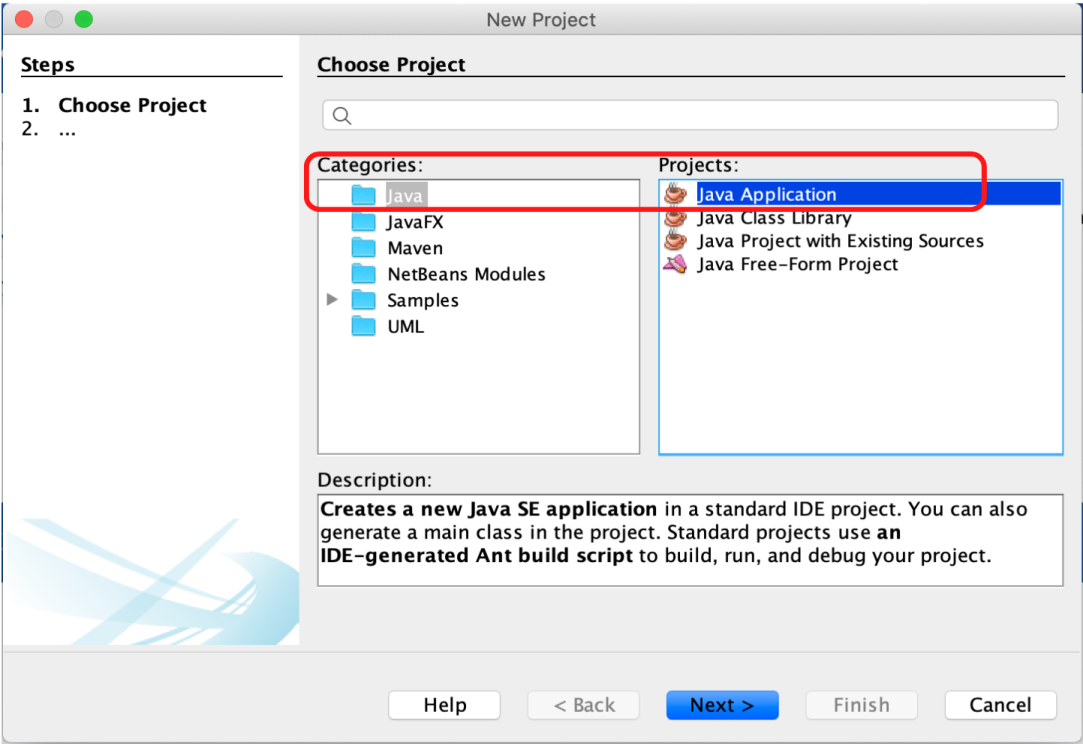 New Project
Steps
1. Choose Project
2. ...
Choose Project
Categories:
Java
JavaFX
Maven
NetBeans Modules
Samples
UML
Projects:
Java Application
Java Class Library
Java Project with Existing Sources
Java Free-Form Project
Description:
Creates a new Java SE application in a standard IDE project. You can also
generate a main class in the project. Standard projects use an
IDE-generated Ant build script to build, run, and debug your project.
Help
< Back
Next >
Finish
Cancel